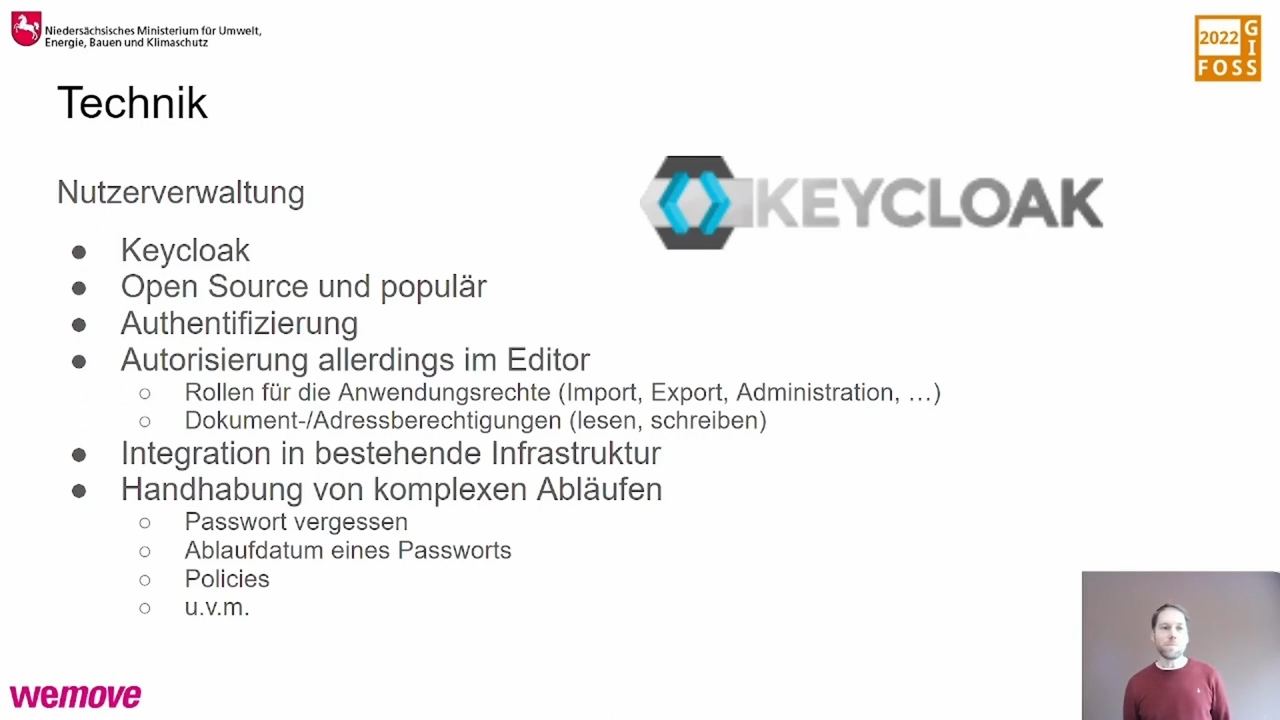 Niedersächsisches Ministerium für Umwelt,
Energie, Bauen und Klimaschutz
2022
GI
FOSS
Technik
Nutzerverwaltung
KEYCLOAK
● Keycloak
● Open Source und populär
● Authentifizierung
● Autorisierung allerdings im Editor
○ Rollen für die Anwendungsrechte (Import, Export, Administration, …)
○ Dokument-/Adressberechtigungen (lesen, schreiben)
● Integration in bestehende Infrastruktur
● Handhabung von komplexen Abläufen
○ Passwort vergessen
○ Ablaufdatum eines Passworts
○ Policies
○ u.v.m.
wemove